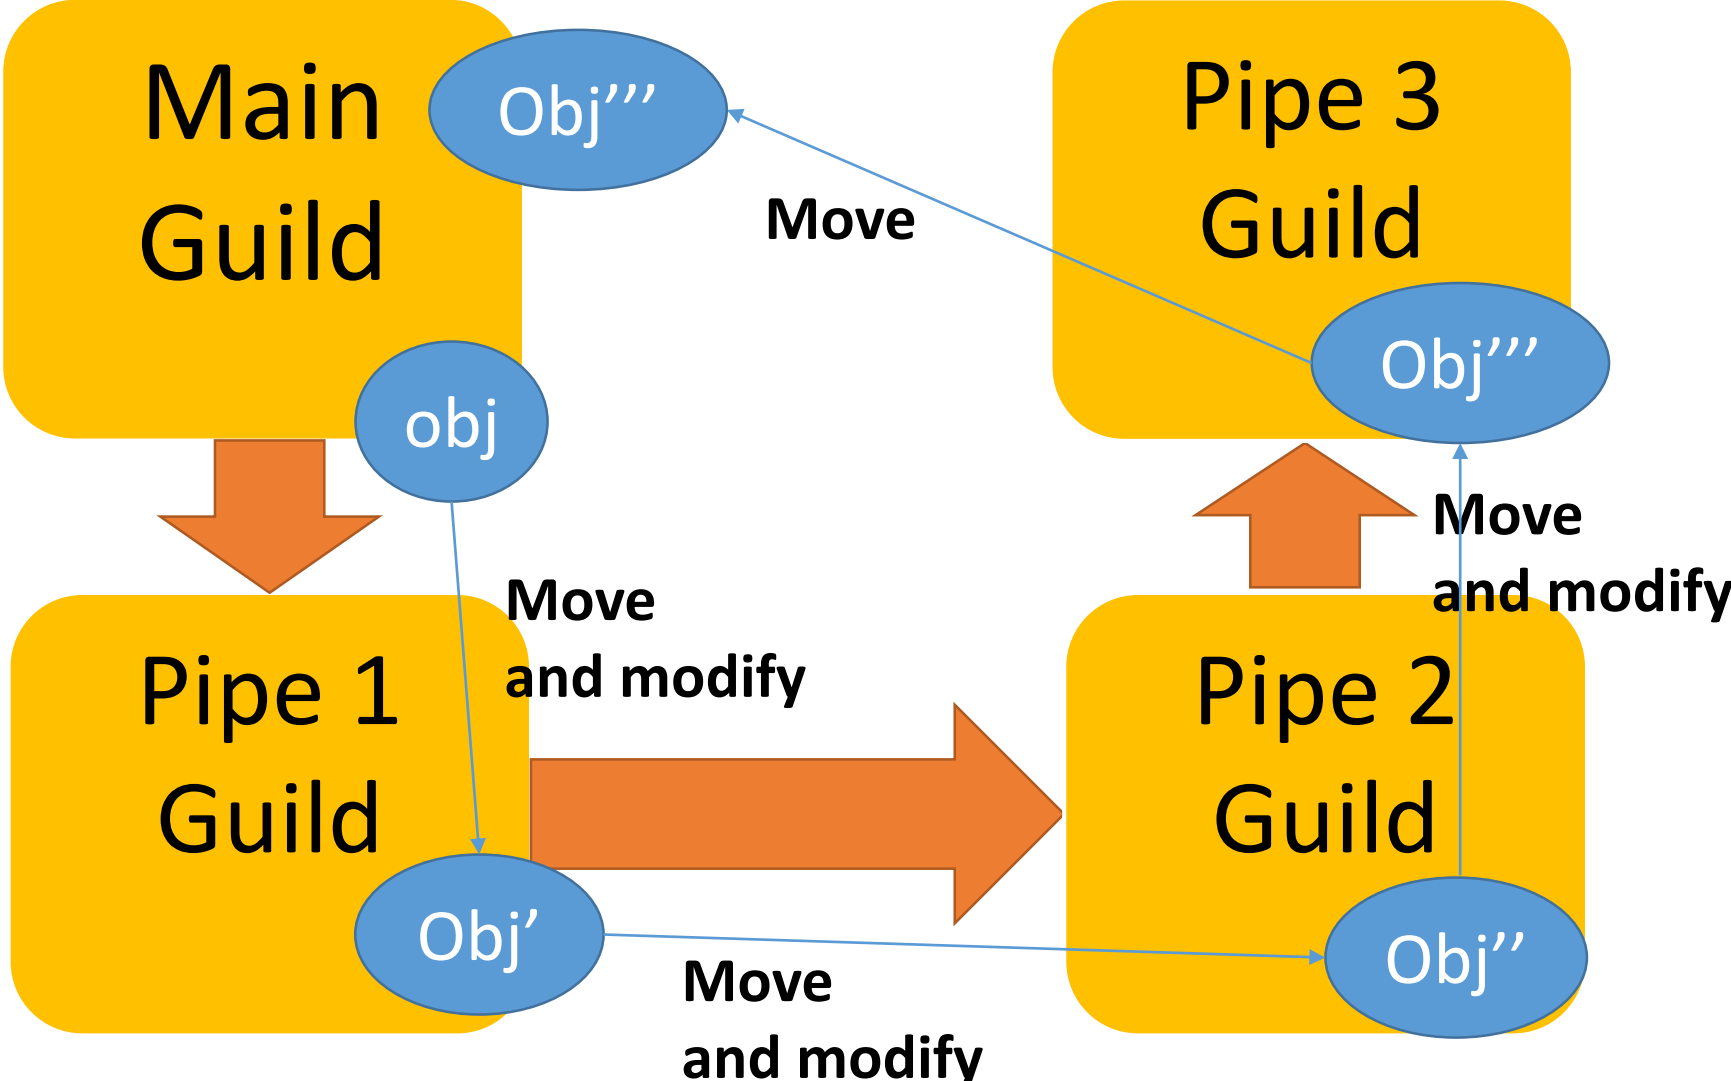 Main
Guild
Obj’’’
obj
Move
Pipe 3
Guild
Obj’’’
Move
and modify
Pipe 1
Guild
Obj’
Move
and modify
Pipe 2
Guild
Obj’’
Move
and modify